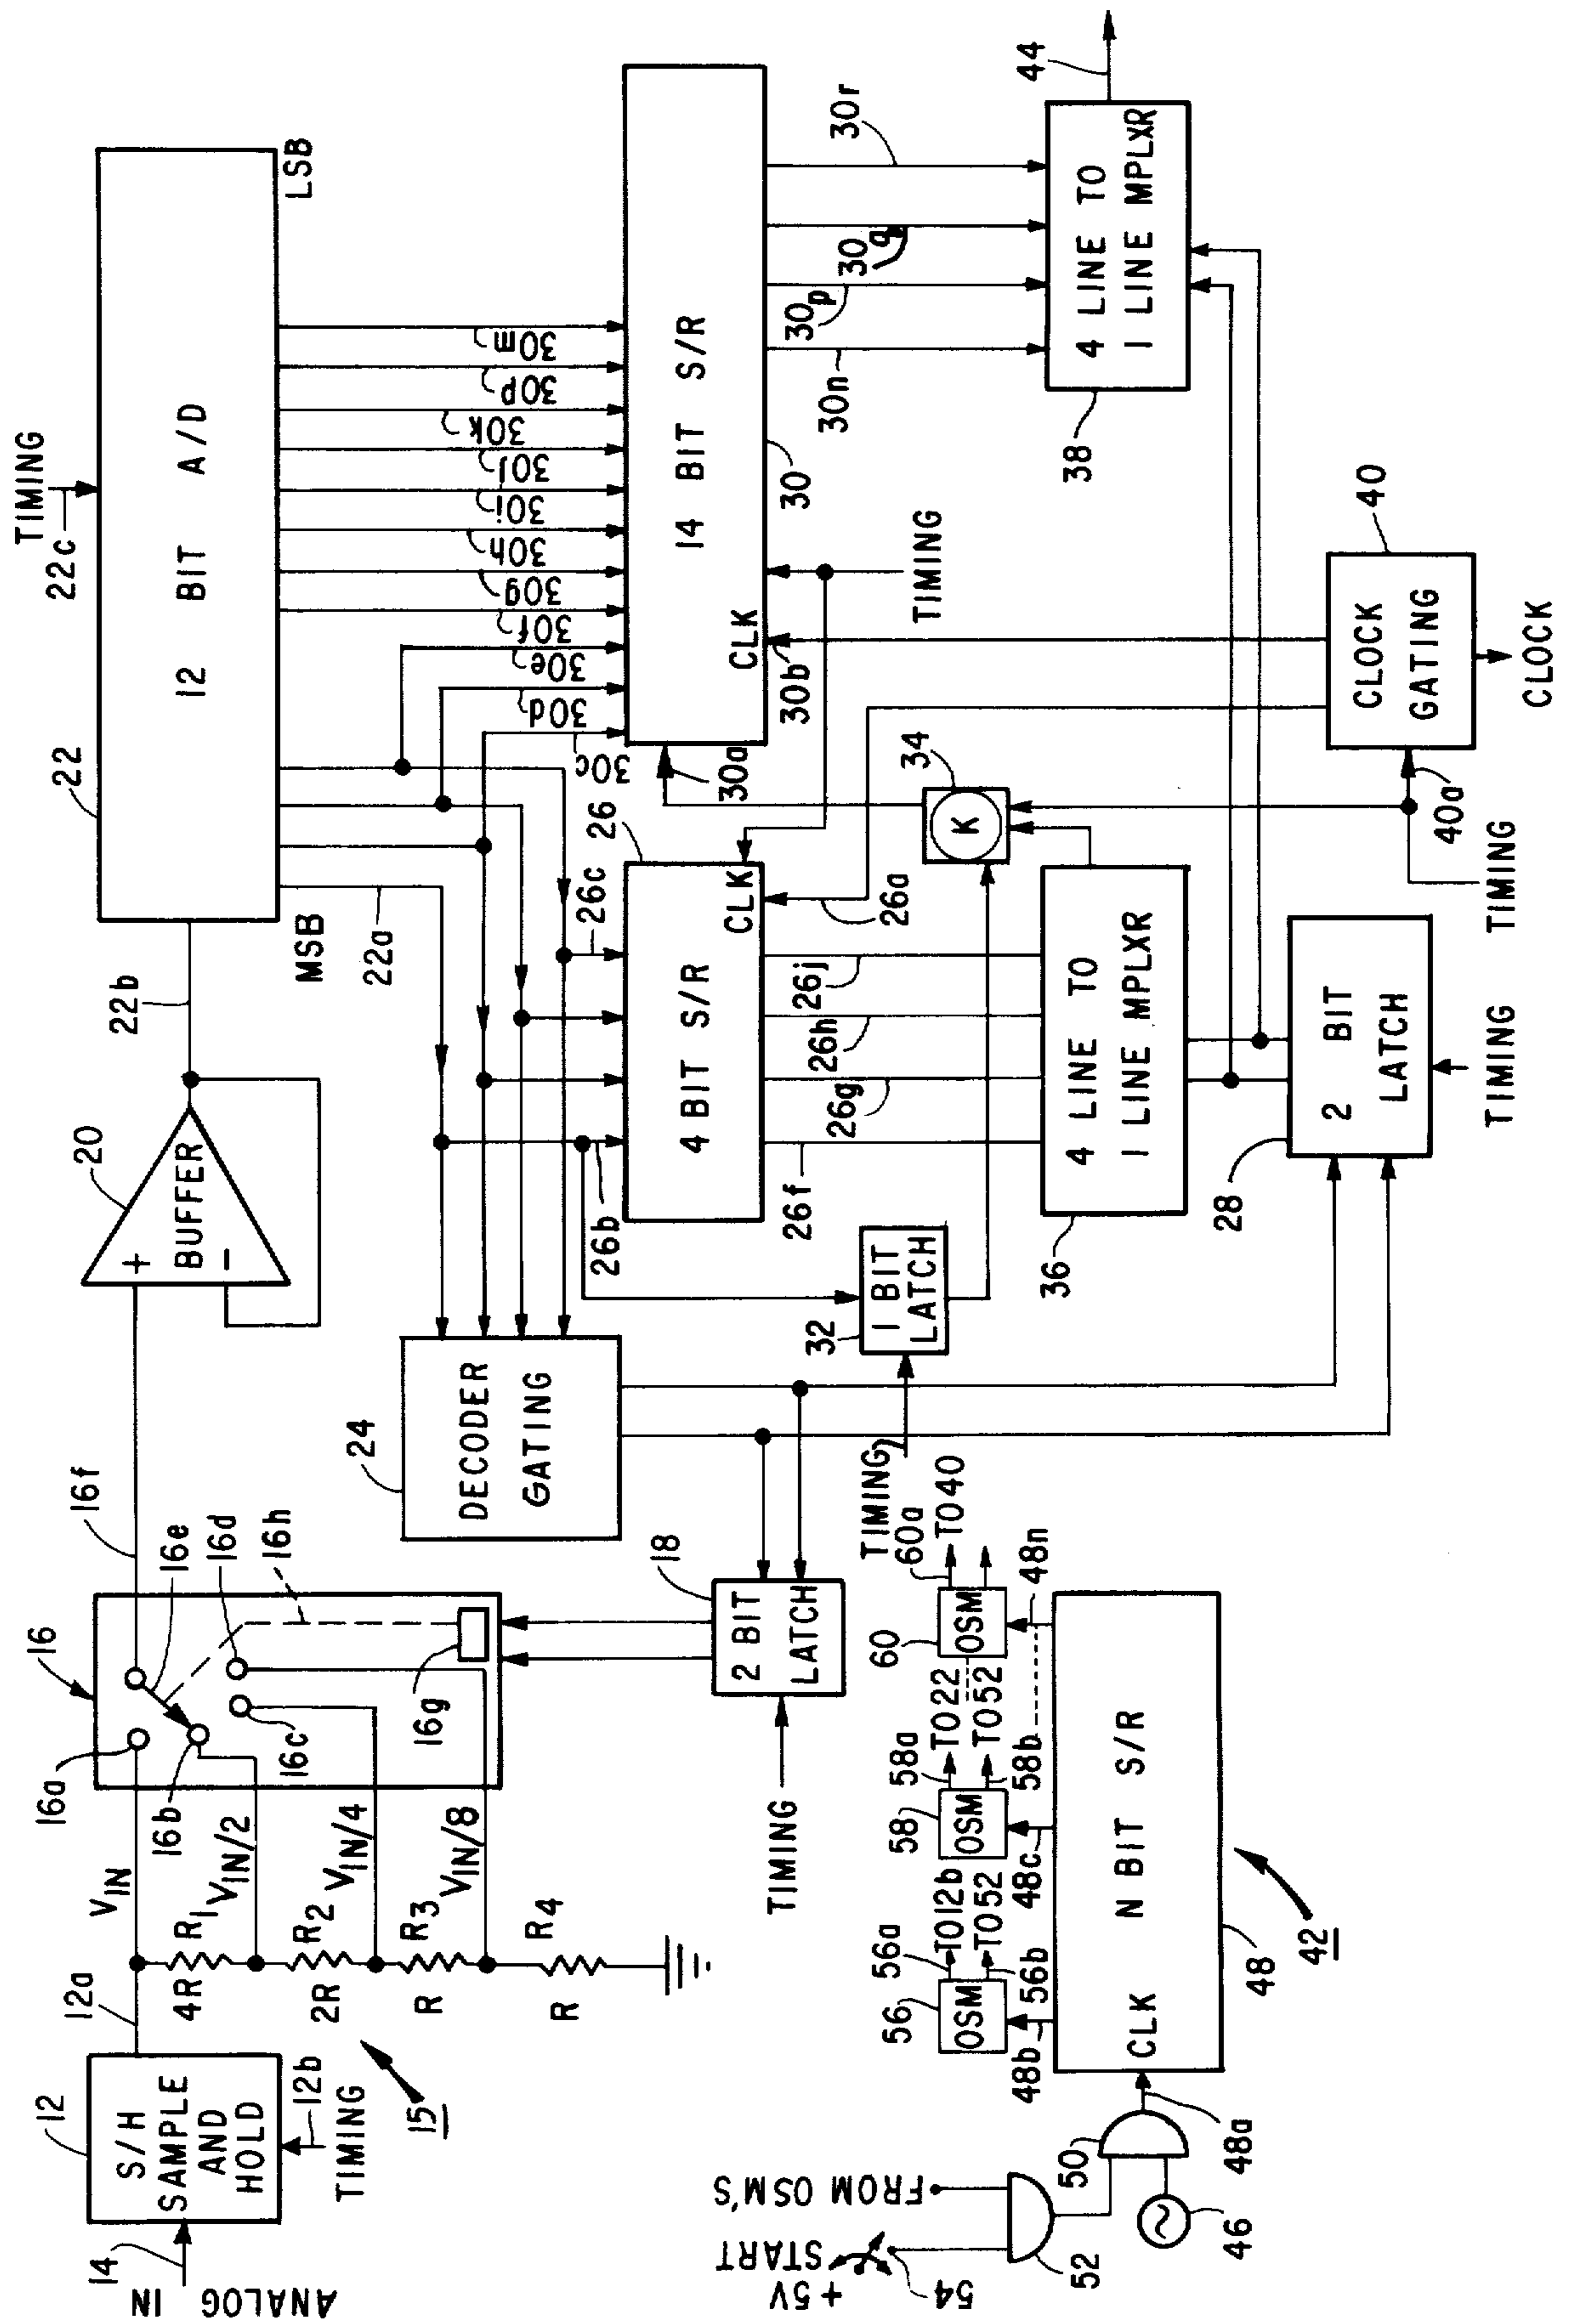 ANALOG
IN
14
12
S/H
SAMPLE
AND
HOLD
12b
TIMING
12a
15
VIN
R1
4R
VIN/2
R2
2R
VIN/4
R3
R
VIN/8
R4
R
16
16a
16b
16c
16d
16e
16f
16g
16h
18
2 BIT
LATCH
TIMING
20
+
BUFFER
−
22b
22
12 BIT A/D
TIMING
22c
MSB
LSB
22a
24
DECODER
GATING
26
4 BIT S/R
CLK
26a
26b
26c
26f
26g
26h
26j
30c
30d
30e
30f
30g
30h
30i
30j
30k
30p
30m
30a
14 BIT S/R
CLK
30b
30
TIMING
30n
30p
30q
30r
32
1 BIT
LATCH
TIMING
34
K
36
4 LINE TO
1 LINE MPLXR
38
4 LINE TO
1 LINE MPLXR
44
28
2 BIT
LATCH
TIMING
40
CLOCK
GATING
CLOCK
40a
TIMING
+5V
START
54
FROM OSM'S
52
50
46
48a
CLK N BIT S/R
48
42
48b
48c
48n
56
OSM
56a
TO12b
TO52
56b
58
OSM
58a
TO22
TO52
58b
60
OSM
60a
TO40